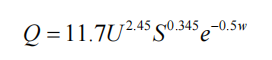 Q = 11.7U^{2.45} S^{0.345} e^{-0.5w}